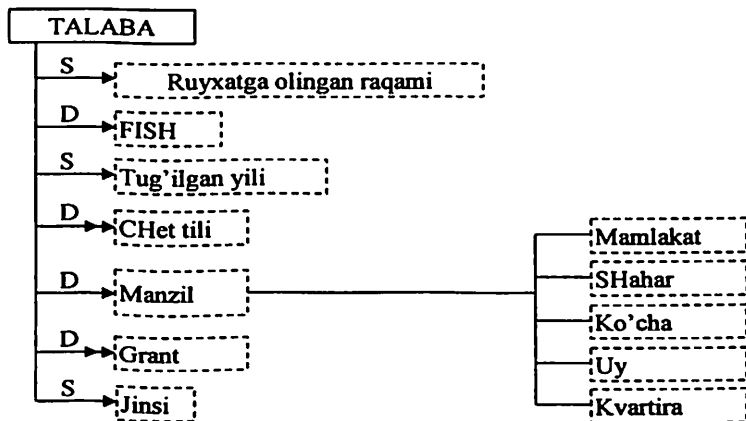 TALABA
S
Ruyxatga olingan raqami
D
FISH
S
Tug'ilgan yili
D
CHet tili
D
Manzil
D
Grant
S
Jinsi
Mamlakat
SHahar
Ko'cha
Uy
Kvartira